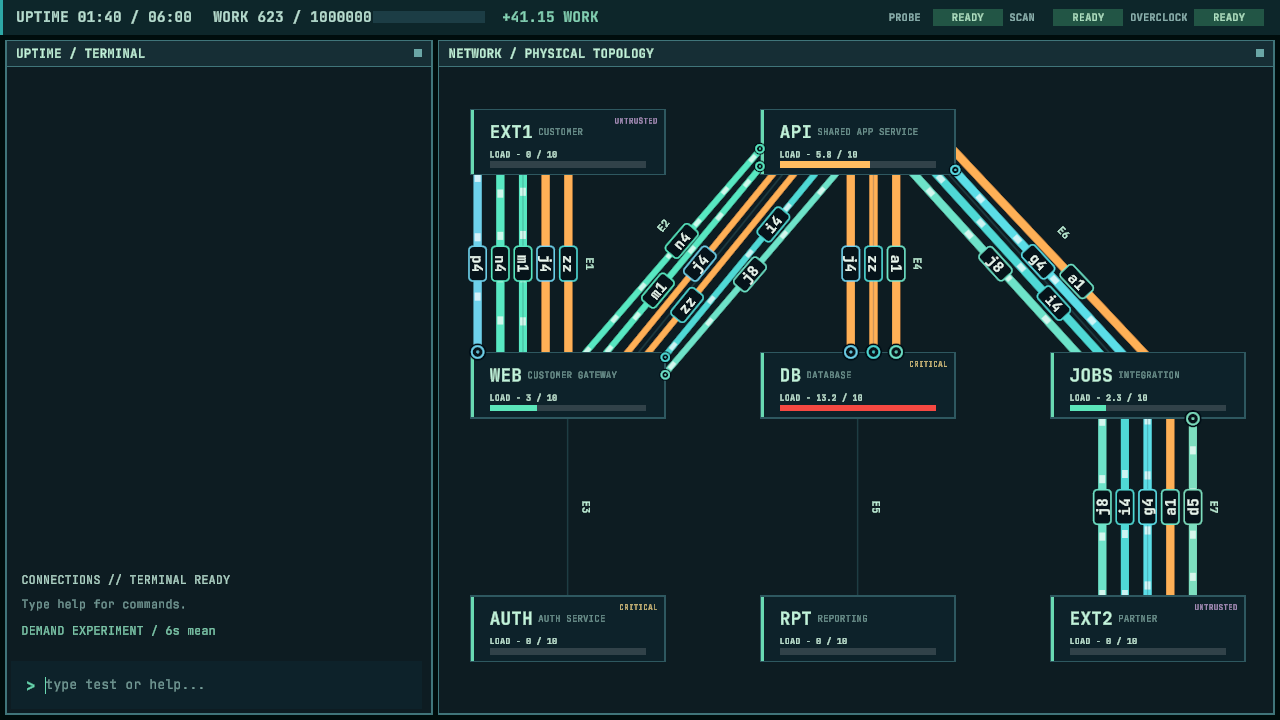 UPTIME 01:40 / 06:00 WORK 623 / 1000000 +41.15 WORK PROBE READY SCAN READY OVERCLOCK READY
UPTIME / TERMINAL
CONNECTIONS // TERMINAL READY
Type help for commands.
DEMAND EXPERIMENT / 6s mean
> type test or help...
NETWORK / PHYSICAL TOPOLOGY
UNTRUSTED
EXT1 CUSTOMER
LOAD - 0 / 10
API SHARED APP SERVICE
LOAD - 5.8 / 10
p4 n4 m1 j4 zz E1
E2 n4 m1 j4 zz i4 j8
j4 zz a1 E4
j8 g4 i4 a1 E6
WEB CUSTOMER GATEWAY
LOAD - 3 / 10
CRITICAL
DB DATABASE
LOAD - 13.2 / 10
JOBS INTEGRATION
LOAD - 2.3 / 10
E3
E5
j8 i4 g4 a1 d5 E7
CRITICAL
AUTH AUTH SERVICE
LOAD - 0 / 10
RPT REPORTING
LOAD - 0 / 10
UNTRUSTED
EXT2 PARTNER
LOAD - 0 / 10